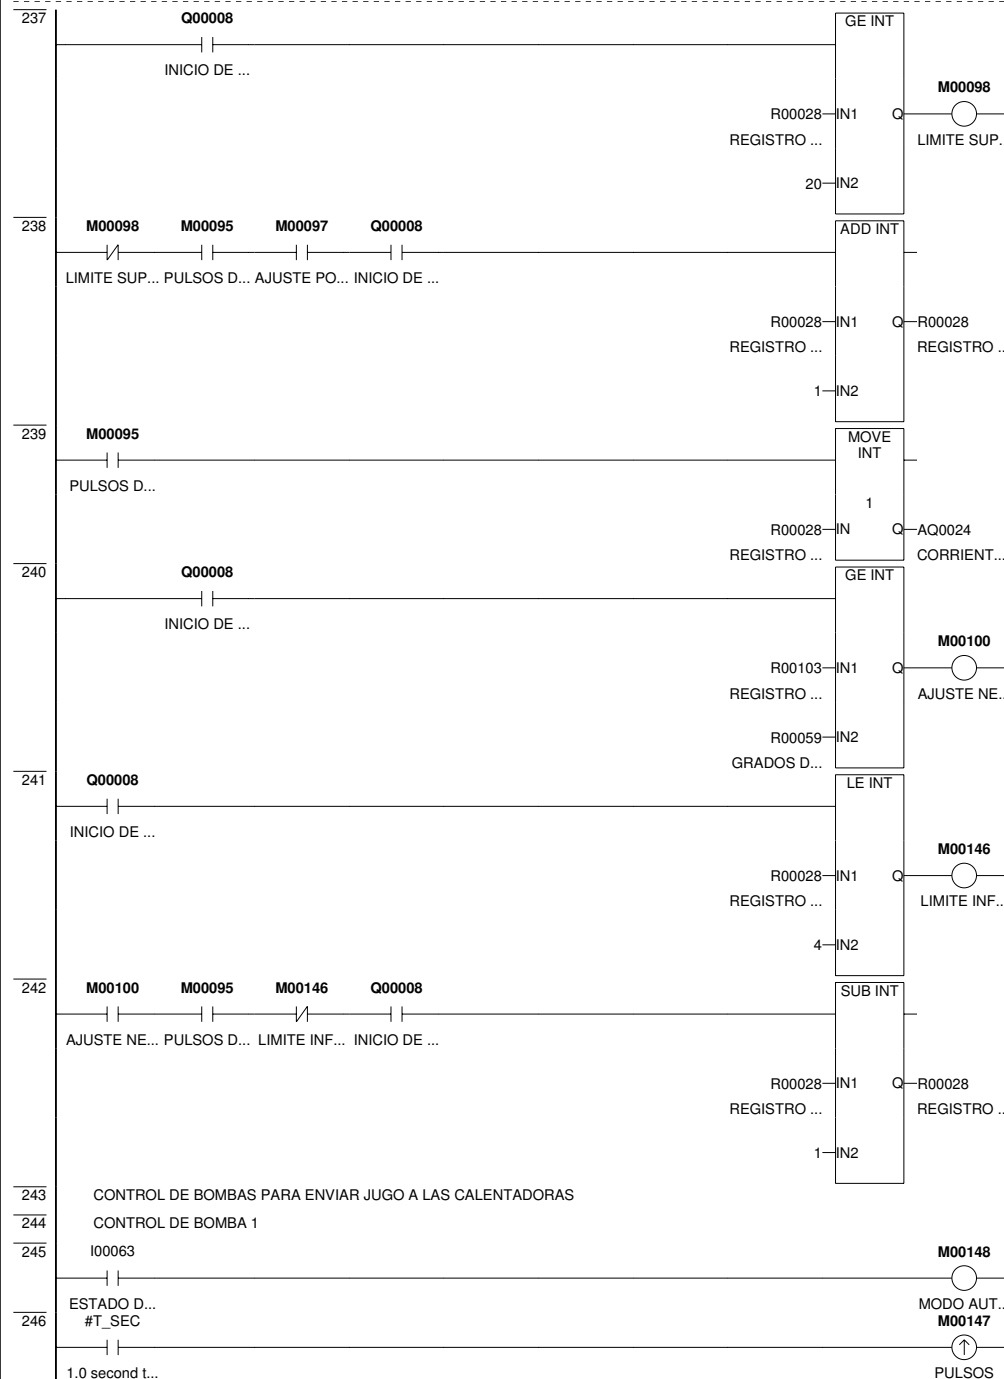 237 Q00008 GE INT
INICIO DE ...
M00098
R00028 IN1 Q
REGISTRO ... LIMITE SUP.
20 IN2
238 M00098 M00095 M00097 Q00008 ADD INT
LIMITE SUP... PULSOS D... AJUSTE PO... INICIO DE ...
R00028 IN1 Q R00028
REGISTRO ... REGISTRO ..
1 IN2
239 M00095 MOVE
INT
PULSOS D...
1
R00028 IN Q AQ0024
REGISTRO ... CORRIENT...
240 Q00008 GE INT
INICIO DE ...
M00100
R00103 IN1 Q
REGISTRO ... AJUSTE NE..
R00059 IN2
GRADOS D...
241 Q00008 LE INT
INICIO DE ...
M00146
R00028 IN1 Q
REGISTRO ... LIMITE INF..
4 IN2
242 M00100 M00095 M00146 Q00008 SUB INT
AJUSTE NE... PULSOS D... LIMITE INF... INICIO DE ...
R00028 IN1 Q R00028
REGISTRO ... REGISTRO ..
1 IN2
243 CONTROL DE BOMBAS PARA ENVIAR JUGO A LAS CALENTADORAS
244 CONTROL DE BOMBA 1
245 I00063 M00148
ESTADO D... MODO AUT..
246 #T_SEC M00147
1.0 second t... PULSOS